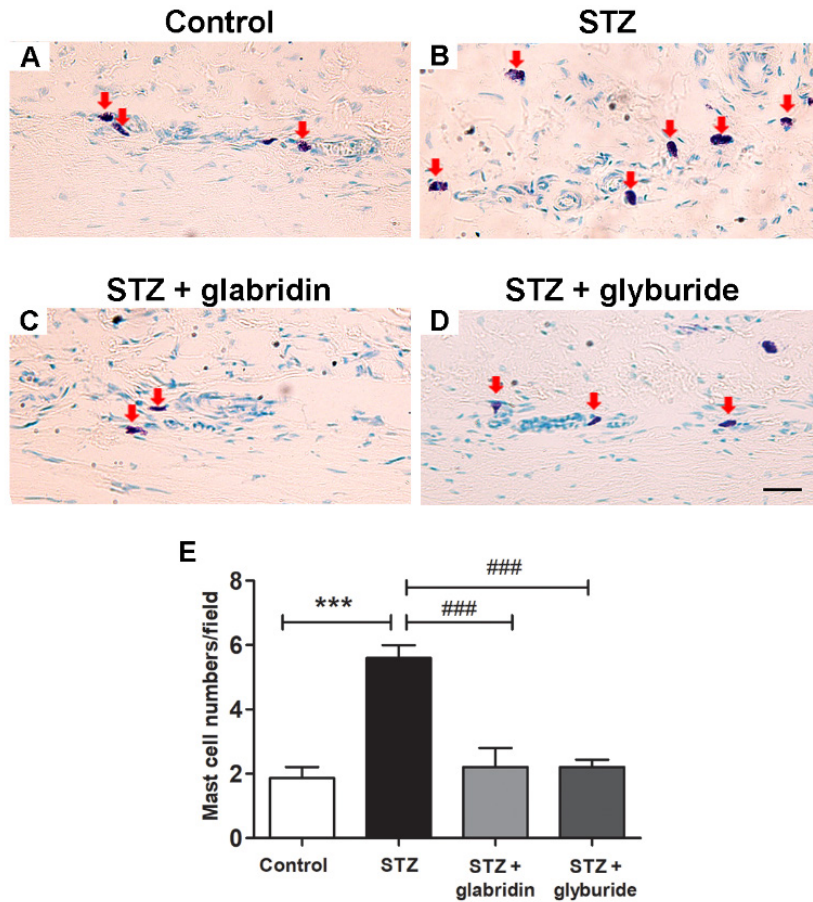 Control
STZ
A
B
STZ + glabridin
STZ + glyburide
C
D
E
###
***
###
Mast cell numbers/field
8
6
4
2
0
Control
STZ
STZ +
glabridin
STZ +
glyburide